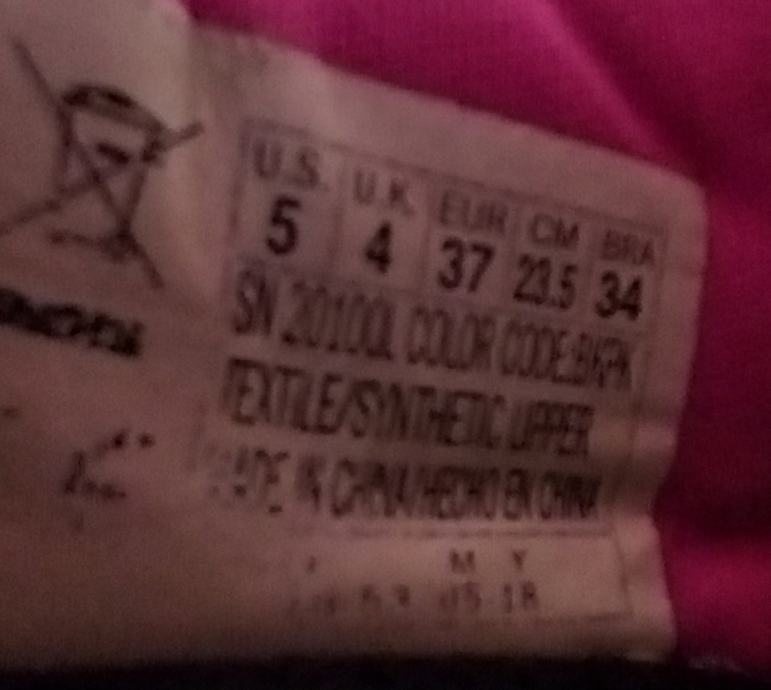 U.S. U.K. EUR CM BRA
5 4 37 23.5 34
SN 20100L COLOR CODE:BKPK
TEXTILE/SYNTHETIC UPPER
MADE IN CHINA/HECHO EN CHINA
M Y
05 18